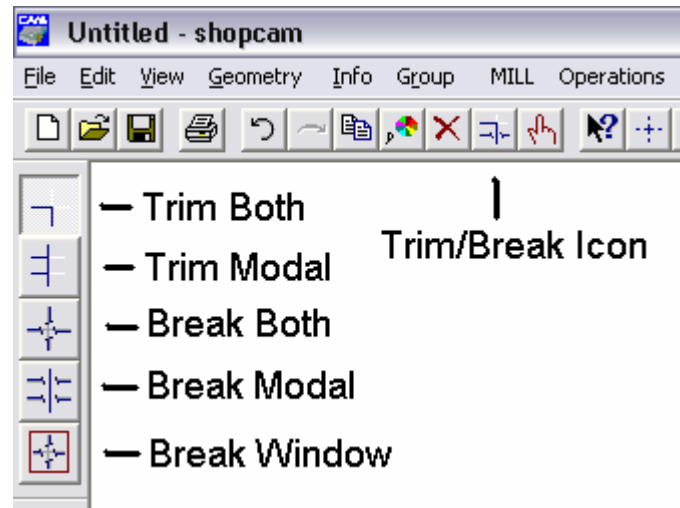 Untitled - shopcam
File Edit View Geometry Info Group MILL Operations
Trim Both
Trim/Break Icon
Trim Modal
Break Both
Break Modal
Break Window